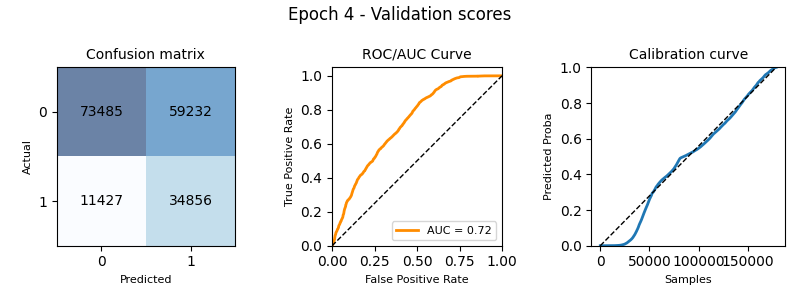 Epoch 4 - Validation scores
Confusion matrix
Actual
0
1
73485 59232
11427 34856
0 1
Predicted
ROC/AUC Curve
True Positive Rate
1.0
0.8
0.6
0.4
0.2
0.0
AUC = 0.72
0.00 0.25 0.50 0.75 1.00
False Positive Rate
Calibration curve
Predicted Proba
1.0
0.8
0.6
0.4
0.2
0.0
0 50000 100000 150000
Samples